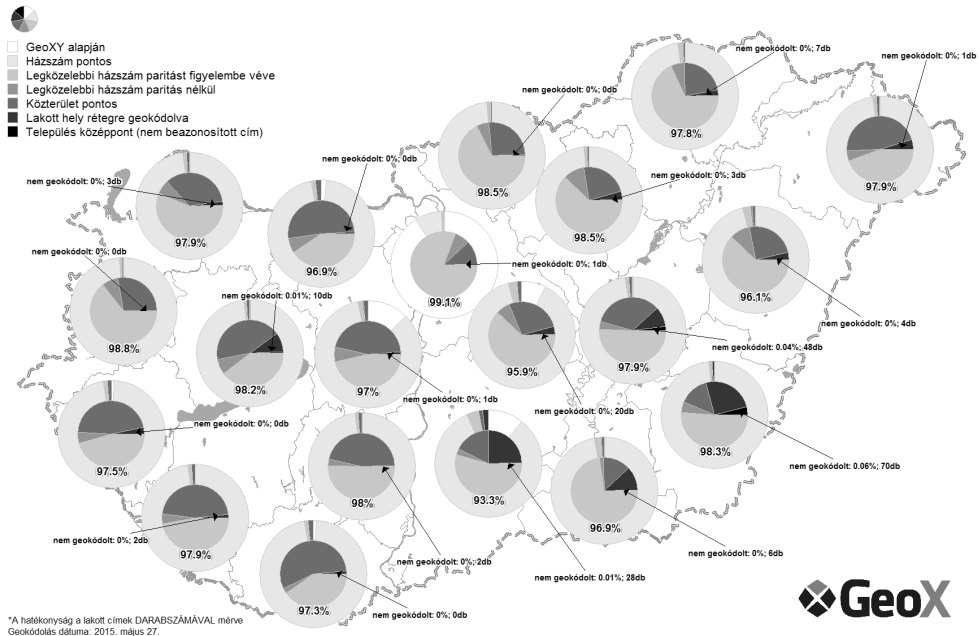 GeoXY alapján
Házszám pontos
Legközelebbi házszám paritást figyelembe véve
Legközelebbi házszám paritás nélkül
Közterület pontos
Lakott hely rétegre geokódolva
Település középpont (nem beazonosított cím)
nem geokódolt: 0%; 7db
97.8%
nem geokódolt: 0%; 1db
97.9%
nem geokódolt: 0%; 0db
98.5%
nem geokódolt: 0%; 3db
98.5%
nem geokódolt: 0%; 0db
96.9%
nem geokódolt: 0%; 3db
97.9%
nem geokódolt: 0%; 0db
98.8%
nem geokódolt: 0%; 1db
99.1%
96.1%
nem geokódolt: 0%; 4db
nem geokódolt: 0.01%; 10db
98.2%
97%
nem geokódolt: 0%; 1db
95.9%
nem geokódolt: 0%; 20db
nem geokódolt: 0.04%; 48db
97.9%
nem geokódolt: 0%; 0db
97.5%
98.3%
nem geokódolt: 0.06%; 70db
98%
nem geokódolt: 0%; 2db
93.3%
nem geokódolt: 0.01%; 28db
96.9%
nem geokódolt: 0%; 6db
nem geokódolt: 0%; 2db
97.9%
97.3%
nem geokódolt: 0%; 0db
GeoX
*A hatékonyság a lakott címek DARABSZÁMÁVAL mérve
Geokódolás dátuma: 2015. május 27.